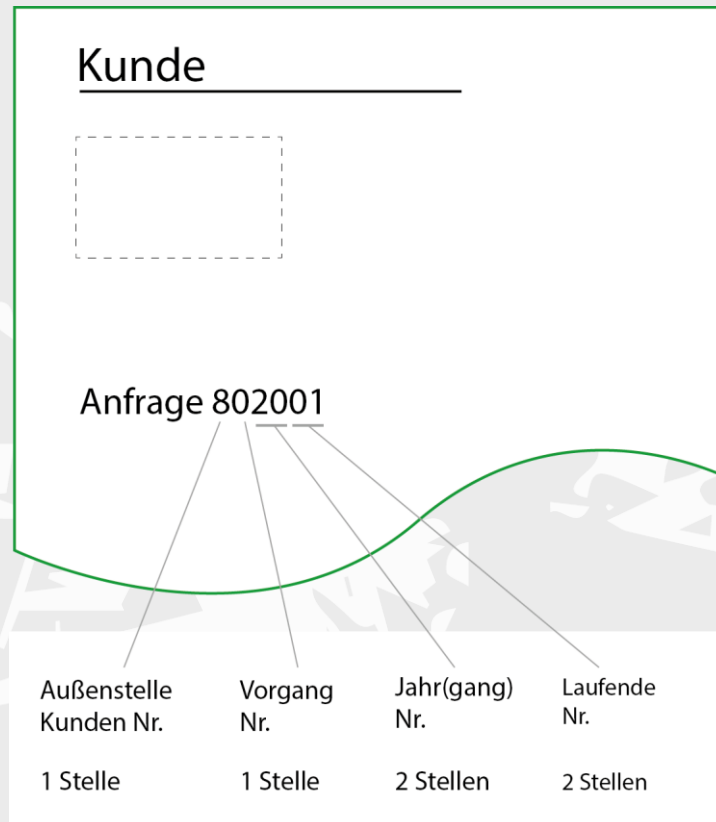 Kunde
Anfrage 802001
Außenstelle
Kunden Nr.
1 Stelle
Vorgang
Nr.
1 Stelle
Jahr(gang)
Nr.
2 Stellen
Laufende
Nr.
2 Stellen